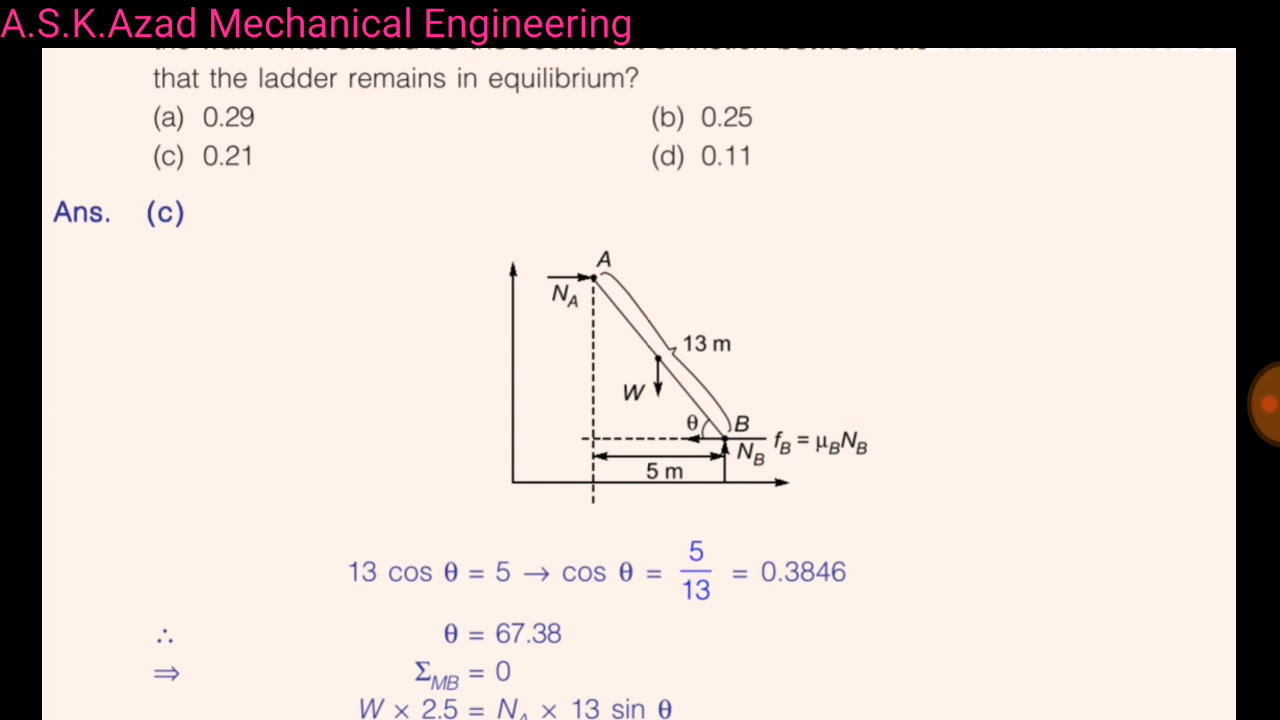 A.S.K.Azad Mechanical Engineering
that the ladder remains in equilibrium?
(a) 0.29 (b) 0.25
(c) 0.21 (d) 0.11
Ans. (c)
A
N_A
13 m
W
θ B
f_B = μ_B N_B
N_B
5 m
13 cos θ = 5 → cos θ = 5/13 = 0.3846
∴ θ = 67.38
⇒ Σ_MB = 0
W × 2.5 = N_A × 13 sin θ